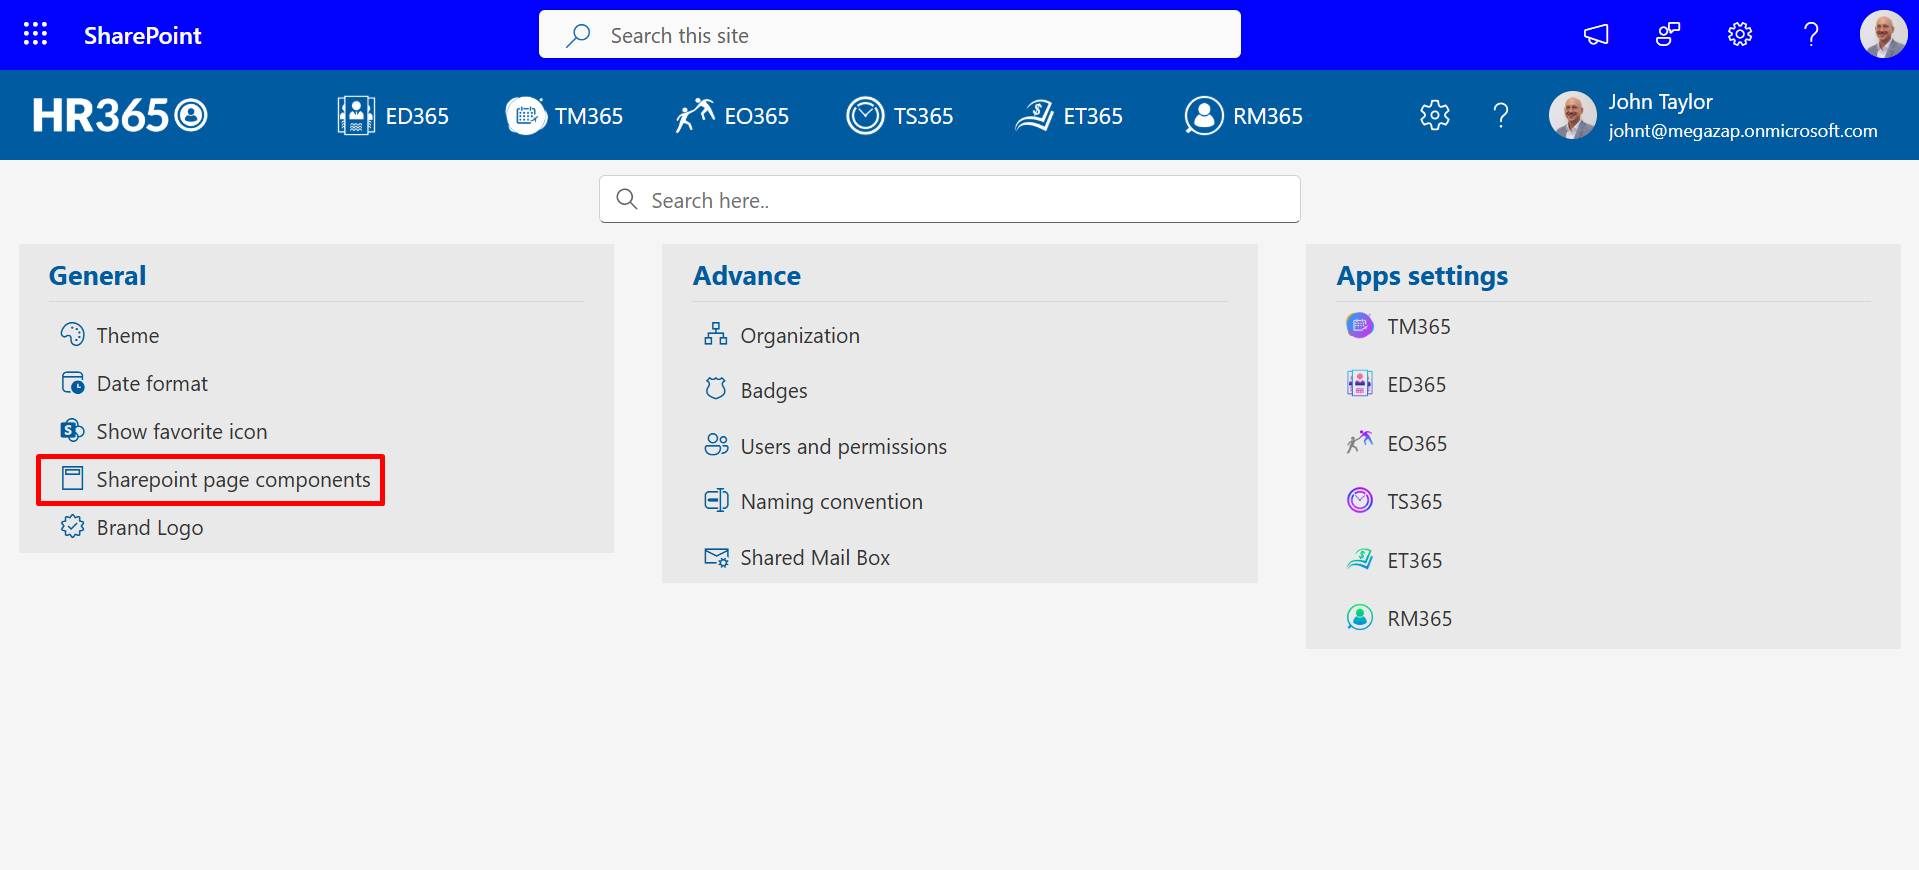 SharePoint
Search this site
HR365
ED365
TM365
EO365
TS365
ET365
RM365
John Taylor
johnt@megazap.onmicrosoft.com
Search here..
General
Theme
Date format
Show favorite icon
Sharepoint page components
Brand Logo
Advance
Organization
Badges
Users and permissions
Naming convention
Shared Mail Box
Apps settings
TM365
ED365
EO365
TS365
ET365
RM365